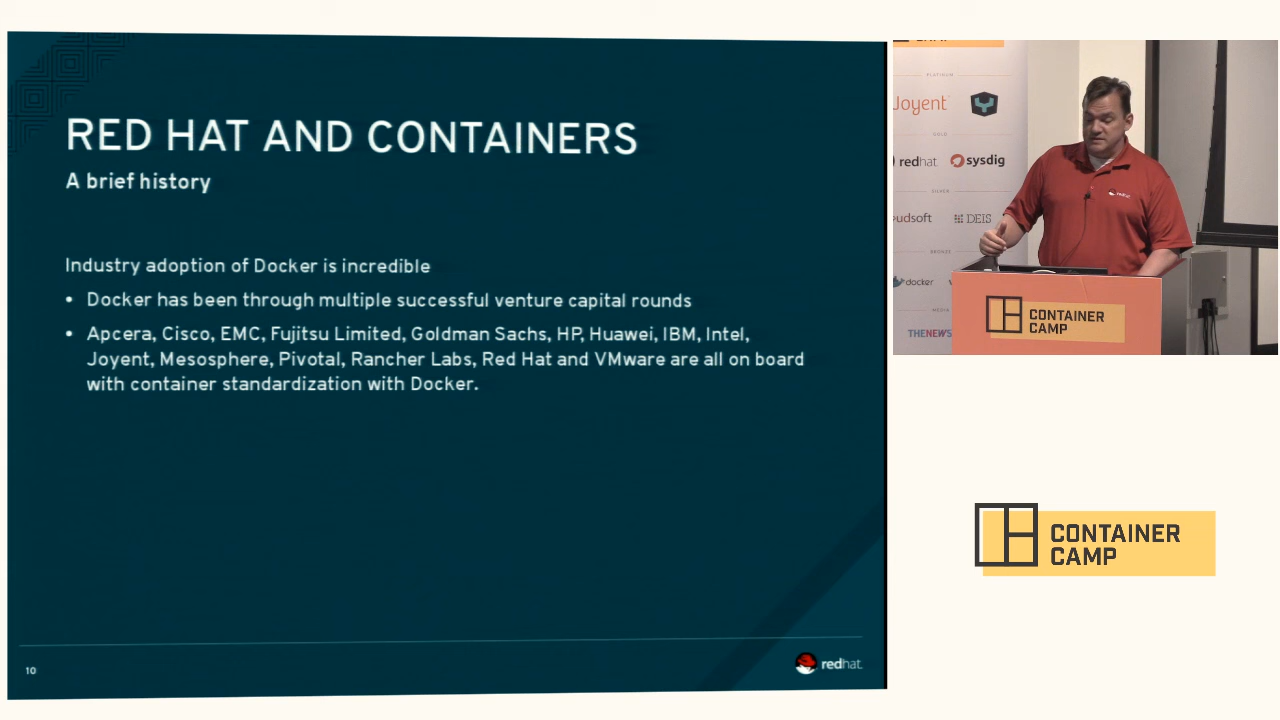 RED HAT AND CONTAINERS
A brief history
Industry adoption of Docker is incredible
• Docker has been through multiple successful venture capital rounds
• Apcera, Cisco, EMC, Fujitsu Limited, Goldman Sachs, HP, Huawei, IBM, Intel,
Joyent, Mesosphere, Pivotal, Rancher Labs, Red Hat and VMware are all on board
with container standardization with Docker.
10
redhat
PLATINUM
Joyent
GOLD
redhat
sysdig
SILVER
udsoft
DEIS
BRONZE
docker
MEDIA
THENEWS
redhat
CONTAINER
CAMP
CONTAINER
CAMP